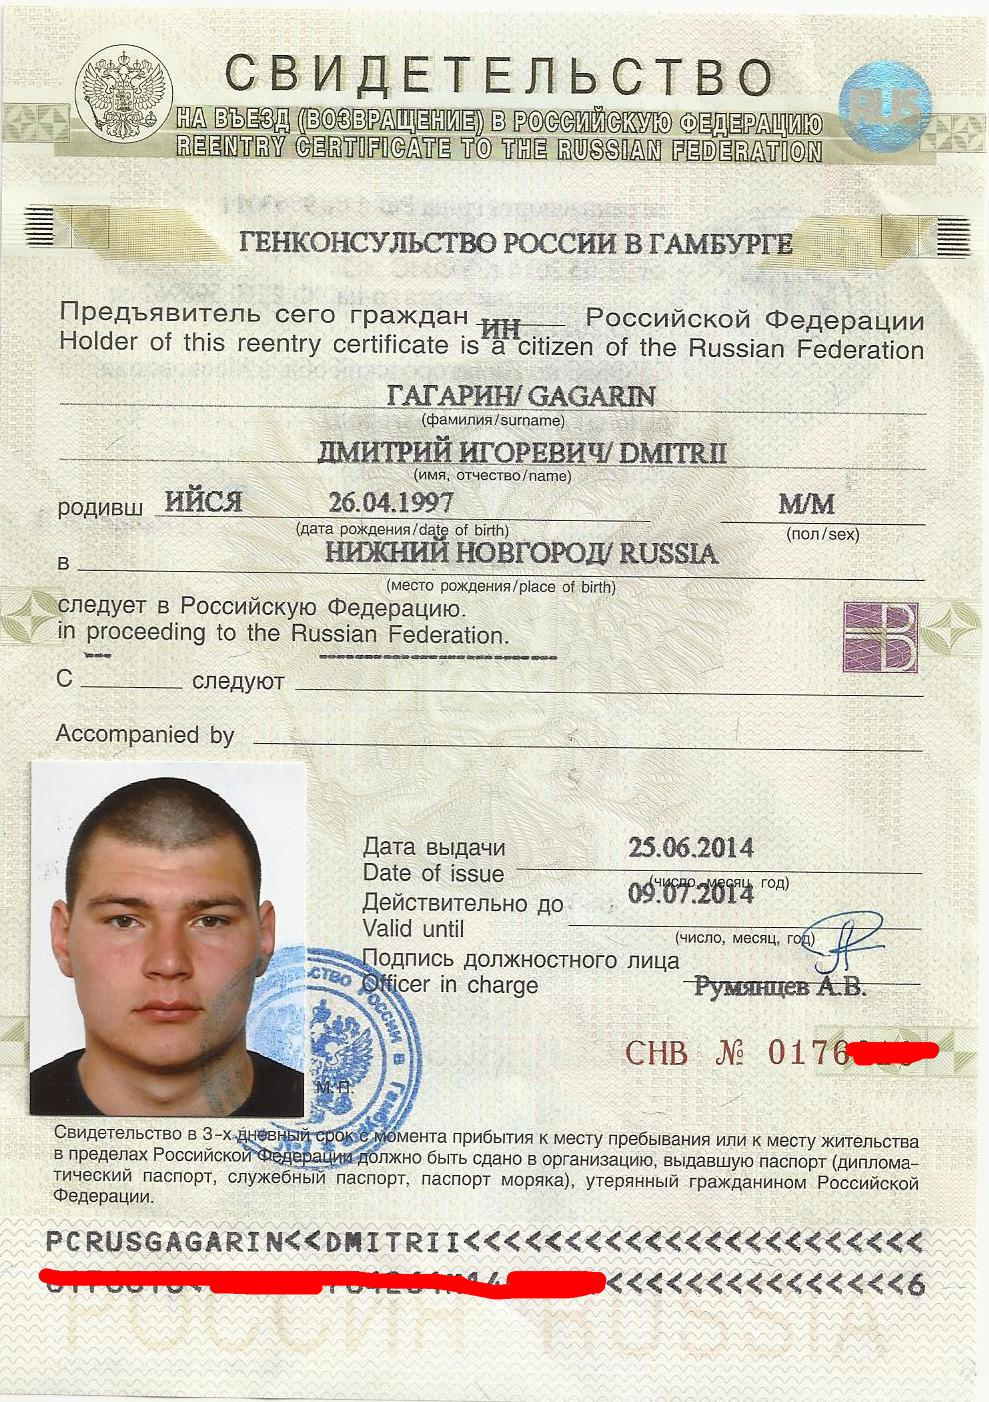 СВИДЕТЕЛЬСТВО
НА ВЪЕЗД (ВОЗВРАЩЕНИЕ) В РОССИЙСКУЮ ФЕДЕРАЦИЮ
REENTRY CERTIFICATE TO THE RUSSIAN FEDERATION
RUS
ГЕНКОНСУЛЬСТВО РОССИИ В ГАМБУРГЕ
Предъявитель сего граждан ИН Российской Федерации
Holder of this reentry certificate is a citizen of the Russian Federation
ГАГАРИН/ GAGARIN
(фамилия/surname)
ДМИТРИЙ ИГОРЕВИЧ/ DMITRII
(имя, отчество/name)
родивш ИЙСЯ 26.04.1997 М/M
(дата рождения/date of birth) (пол/sex)
в НИЖНИЙ НОВГОРОД/ RUSSIA
(место рождения/place of birth)
следует в Российскую Федерацию.
in proceeding to the Russian Federation.
С следуют
Accompanied by
Дата выдачи 25.06.2014
Date of issue
(число, месяц, год)
Действительно до 09.07.2014
Valid until
(число, месяц, год)
Подпись должностного лица
Officer in charge Румянцев А.В.
СНВ № 0176
М.П.
Свидетельство в 3-х дневный срок с момента прибытия к месту пребывания или к месту жительства
в пределах Российской Федерации должно быть сдано в организацию, выдавшую паспорт (диплома-
тический паспорт, служебный паспорт, паспорт моряка), утерянный гражданином Российской
Федерации.
PCRUSGAGARIN<<DMITRII<<<<<<<<<<<<<<<<<<<<<<<
<<<<<<<<<<<<<<<6
РОССИЯ RUSSIA